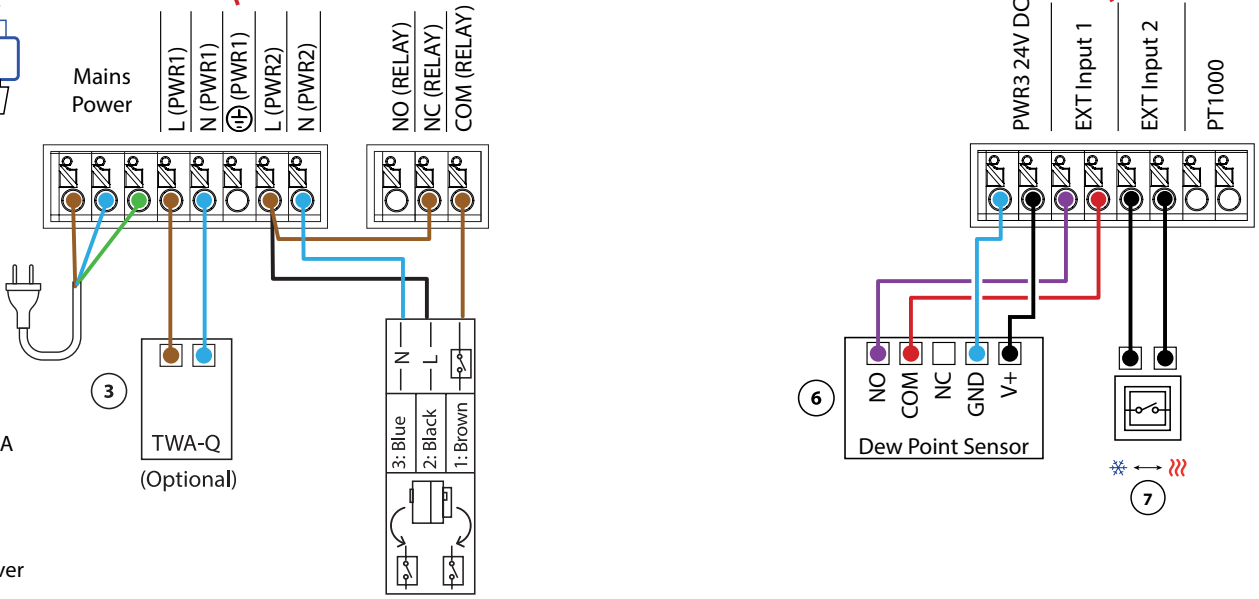 Mains
Power
L (PWR1)
N (PWR1)
(PWR1)
L (PWR2)
N (PWR2)
NO (RELAY)
NC (RELAY)
COM (RELAY)
PWR3 24V DC
EXT Input 1
EXT Input 2
PT1000
3
TWA-Q
(Optional)
A
ver
N
L
3: Blue
2: Black
1: Brown
6
NO
COM
NC
GND
V+
Dew Point Sensor
7